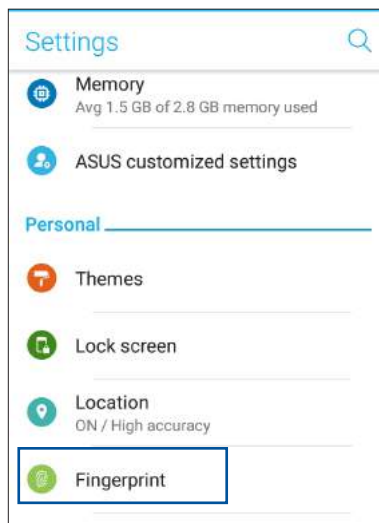 Settings
Memory
Avg 1.5 GB of 2.8 GB memory used
ASUS customized settings
Personal
Themes
Lock screen
Location
ON / High accuracy
Fingerprint